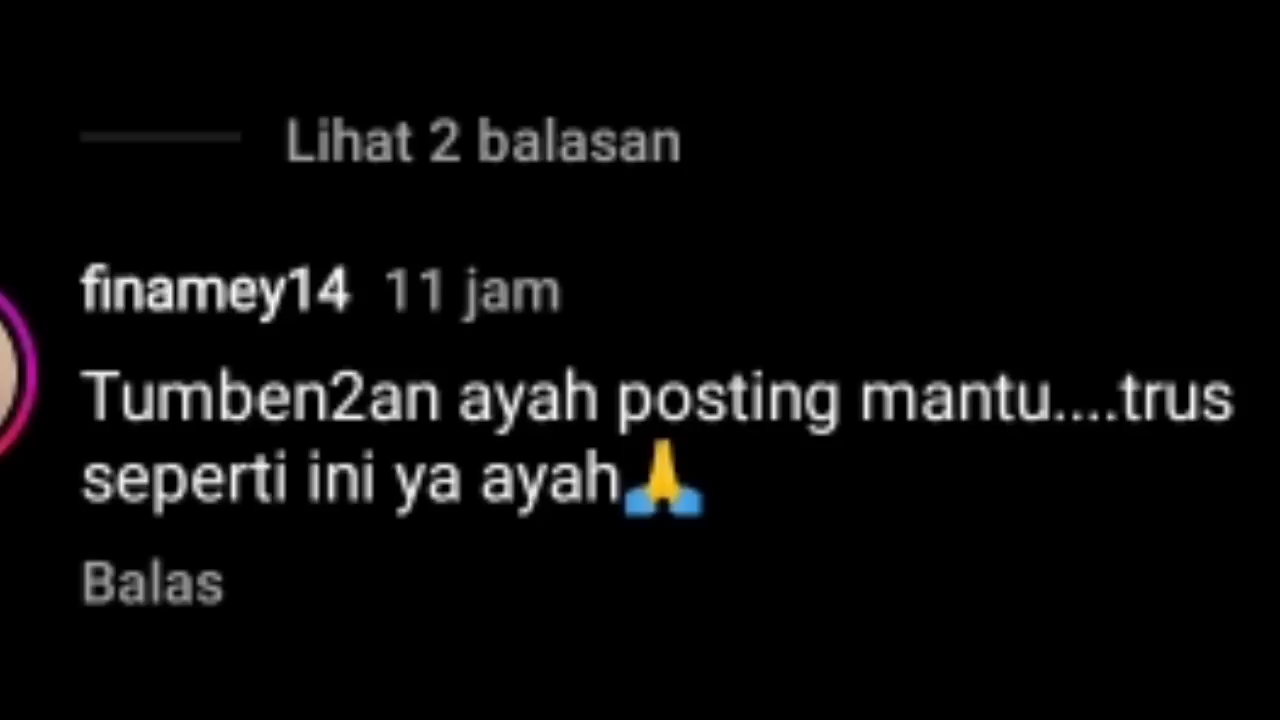 Lihat 2 balasan
finamey14 11 jam
Tumben2an ayah posting mantu....trus
seperti ini ya ayah🙏
Balas